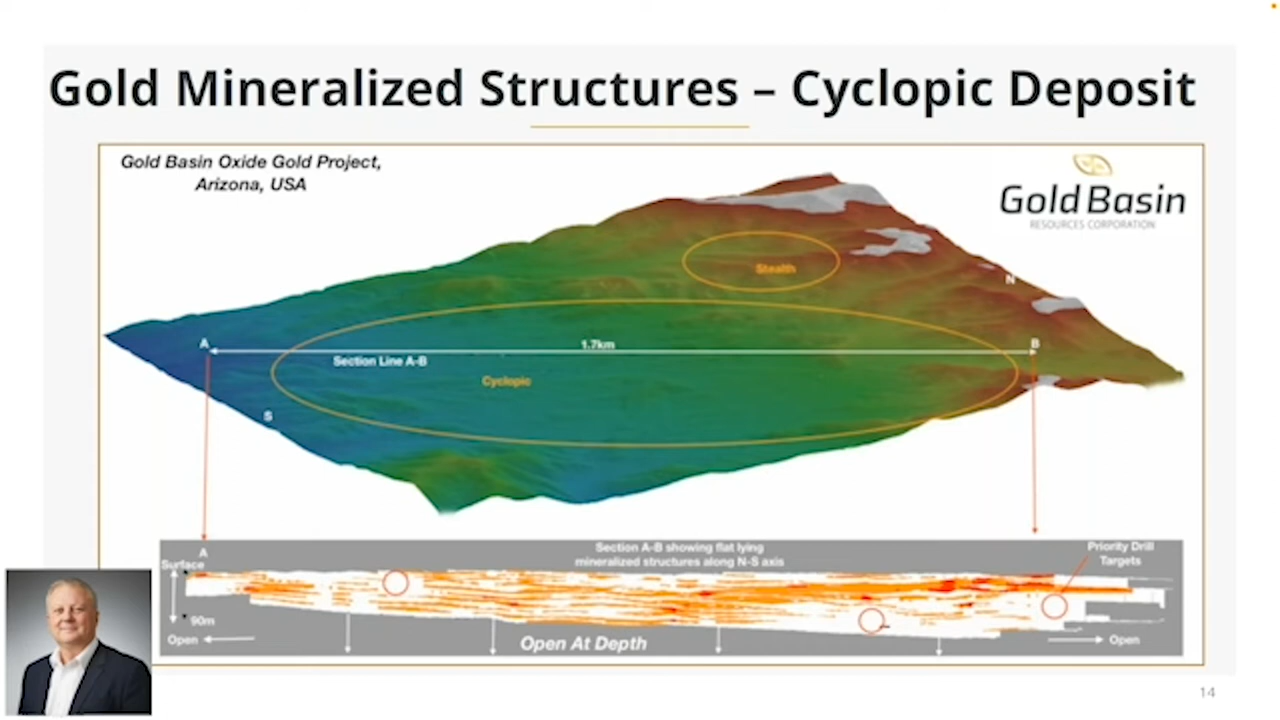 Gold Mineralized Structures – Cyclopic Deposit
Gold Basin Oxide Gold Project,
Arizona, USA
Gold Basin
RESOURCES CORPORATION
Stealth
N
A
1.7km
B
Section Line A-B
Cyclopic
S
A
Surface
Section A-B showing flat lying
mineralized structures along N-S axis
Priority Drill
Targets
90m
Open
Open At Depth
Open
14